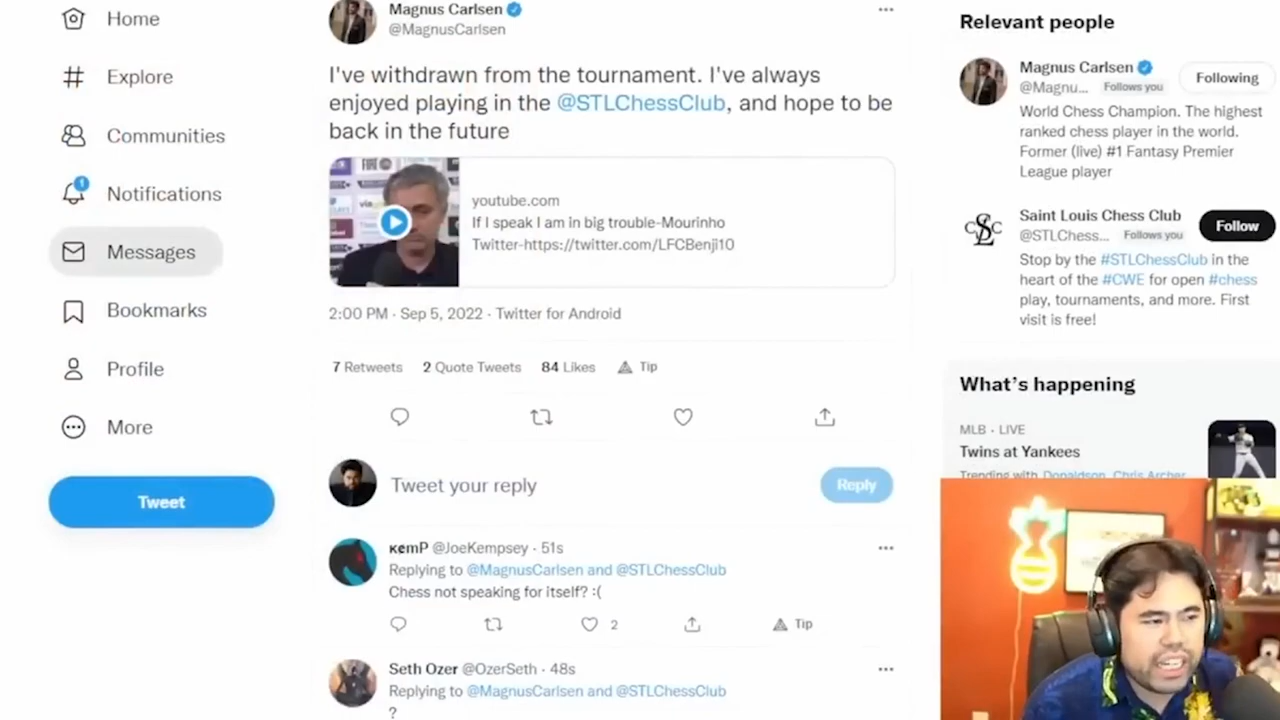 Home
Explore
Communities
1
Notifications
Messages
Bookmarks
Profile
More
Tweet
Magnus Carlsen
@MagnusCarlsen
I've withdrawn from the tournament. I've always
enjoyed playing in the @STLChessClub, and hope to be
back in the future
youtube.com
If I speak I am in big trouble-Mourinho
Twitter-https://twitter.com/LFCBenji10
2:00 PM · Sep 5, 2022 · Twitter for Android
7 Retweets 2 Quote Tweets 84 Likes Tip
Tweet your reply
Reply
кemP @JoeKempsey · 51s
Replying to @MagnusCarlsen and @STLChessClub
Chess not speaking for itself? :(
2 Tip
Seth Ozer @OzerSeth · 48s
Replying to @MagnusCarlsen and @STLChessClub
?
Relevant people
Magnus Carlsen
@Magnu... Follows you
Following
World Chess Champion. The highest
ranked chess player in the world.
Former (live) #1 Fantasy Premier
League player
Saint Louis Chess Club
@STLChess... Follows you
Follow
Stop by the #STLChessClub in the
heart of the #CWE for open #chess
play, tournaments, and more. First
visit is free!
What's happening
MLB · LIVE
Twins at Yankees
Trending with Donaldson, Chris Archer